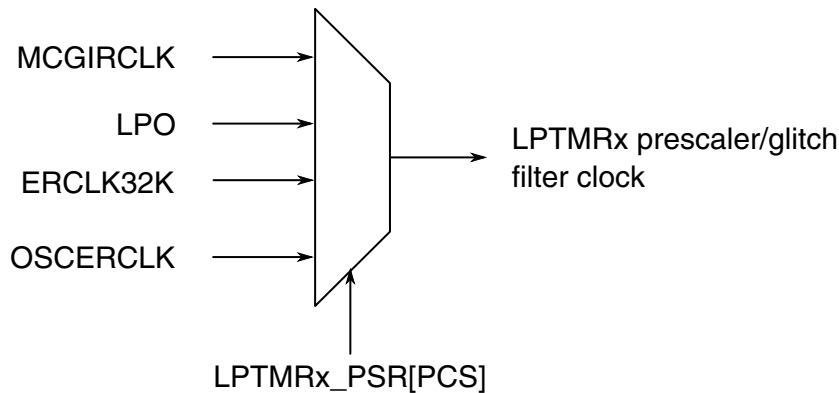 MCGIRCLK
LPO
ERCLK32K
OSCERCLK
LPTMRx prescaler/glitch
filter clock
LPTMRx_PSR[PCS]